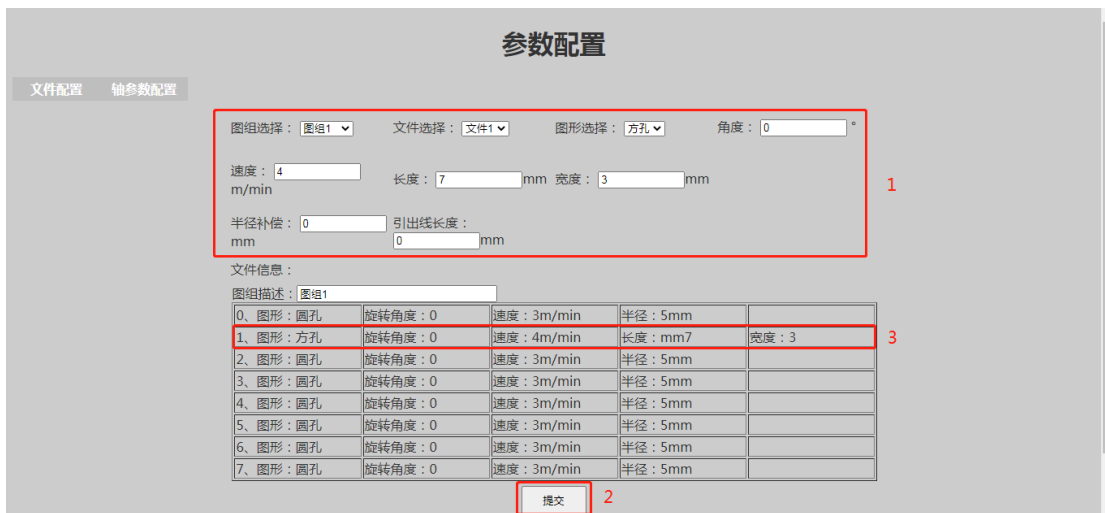 参数配置
文件配置 轴参数配置
图组选择： 图组1 文件选择： 文件1 图形选择： 方孔 角度： 0 °
速度： 4 m/min 长度： 7 mm 宽度： 3 mm
1
半径补偿： 0 mm 引出线长度： 0 mm
文件信息：
图组描述：图组1
0、图形：圆孔 旋转角度：0 速度：3m/min 半径：5mm
1、图形：方孔 旋转角度：0 速度：4m/min 长度：mm7 宽度：3 3
2、图形：圆孔 旋转角度：0 速度：3m/min 半径：5mm
3、图形：圆孔 旋转角度：0 速度：3m/min 半径：5mm
4、图形：圆孔 旋转角度：0 速度：3m/min 半径：5mm
5、图形：圆孔 旋转角度：0 速度：3m/min 半径：5mm
6、图形：圆孔 旋转角度：0 速度：3m/min 半径：5mm
7、图形：圆孔 旋转角度：0 速度：3m/min 半径：5mm
提交 2